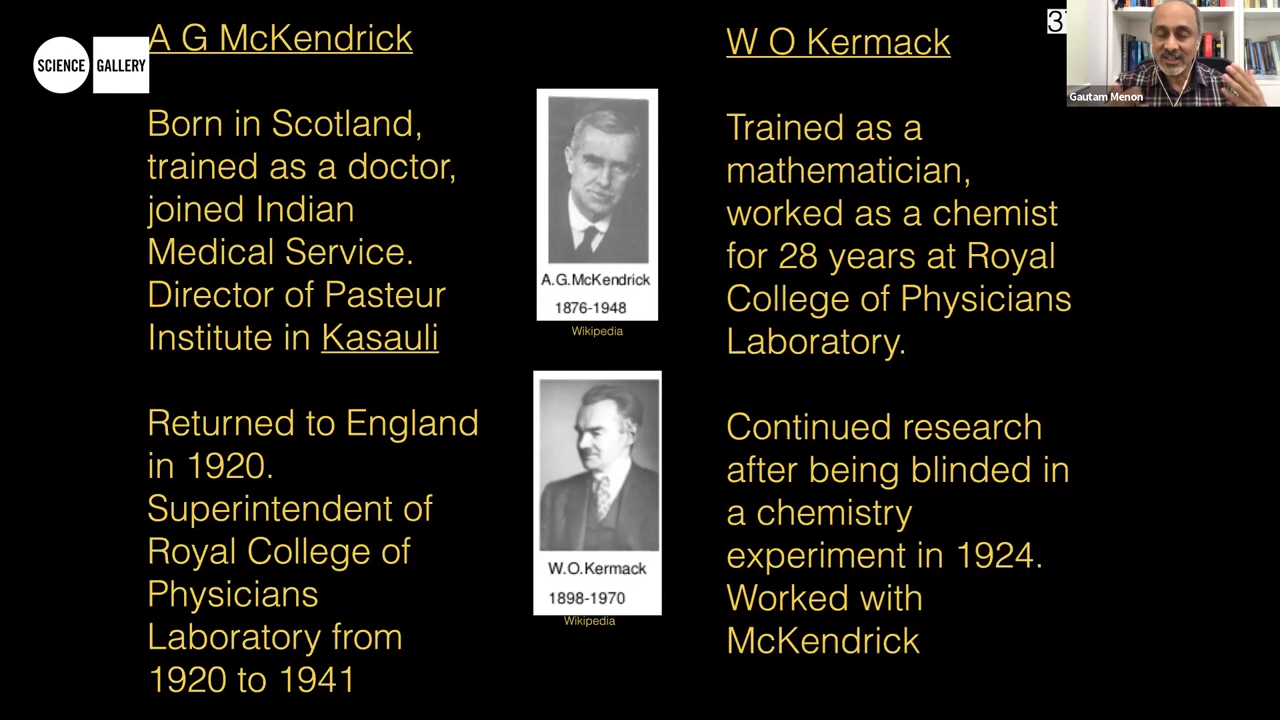 SCIENCE GALLERY
A G McKendrick
Born in Scotland,
trained as a doctor,
joined Indian
Medical Service.
Director of Pasteur
Institute in Kasauli
Returned to England
in 1920.
Superintendent of
Royal College of
Physicians
Laboratory from
1920 to 1941
A.G.McKendrick
1876-1948
Wikipedia
W.O.Kermack
1898-1970
Wikipedia
W O Kermack
Trained as a
mathematician,
worked as a chemist
for 28 years at Royal
College of Physicians
Laboratory.
Continued research
after being blinded in
a chemistry
experiment in 1924.
Worked with
McKendrick
Gautam Menon